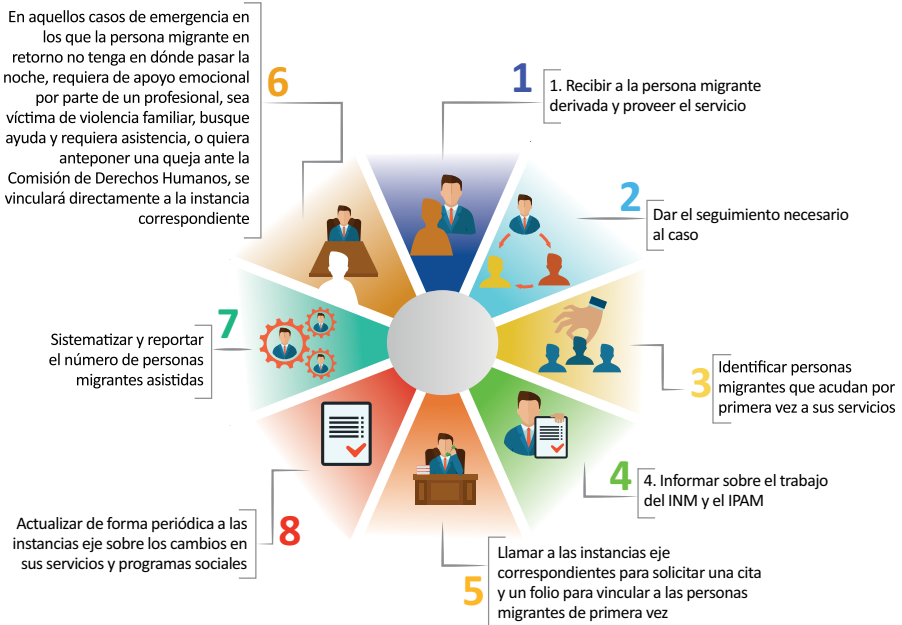 1
1. Recibir a la persona migrante
derivada y proveer el servicio
2
Dar el seguimiento necesario
al caso
3
Identificar personas
migrantes que acudan por
primera vez a sus servicios
4
4. Informar sobre el trabajo
del INM y el IPAM
5
Llamar a las instancias eje
correspondientes para solicitar una cita
y un folio para vincular a las personas
migrantes de primera vez
6
En aquellos casos de emergencia en
los que la persona migrante en
retorno no tenga en dónde pasar la
noche, requiera de apoyo emocional
por parte de un profesional, sea
víctima de violencia familiar, busque
ayuda y requiera asistencia, o quiera
anteponer una queja ante la
Comisión de Derechos Humanos, se
vinculará directamente a la instancia
correspondiente
7
Sistematizar y reportar
el número de personas
migrantes asistidas
8
Actualizar de forma periódica a las
instancias eje sobre los cambios en
sus servicios y programas sociales